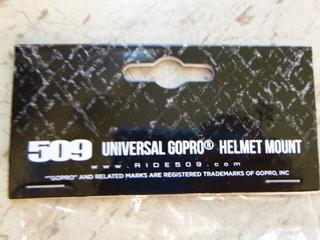 509 UNIVERSAL GOPRO® HELMET MOUNT
www.RIDE509.com
"GOPRO" AND RELATED MARKS ARE REGISTERED TRADEMARKS OF GOPRO, INC